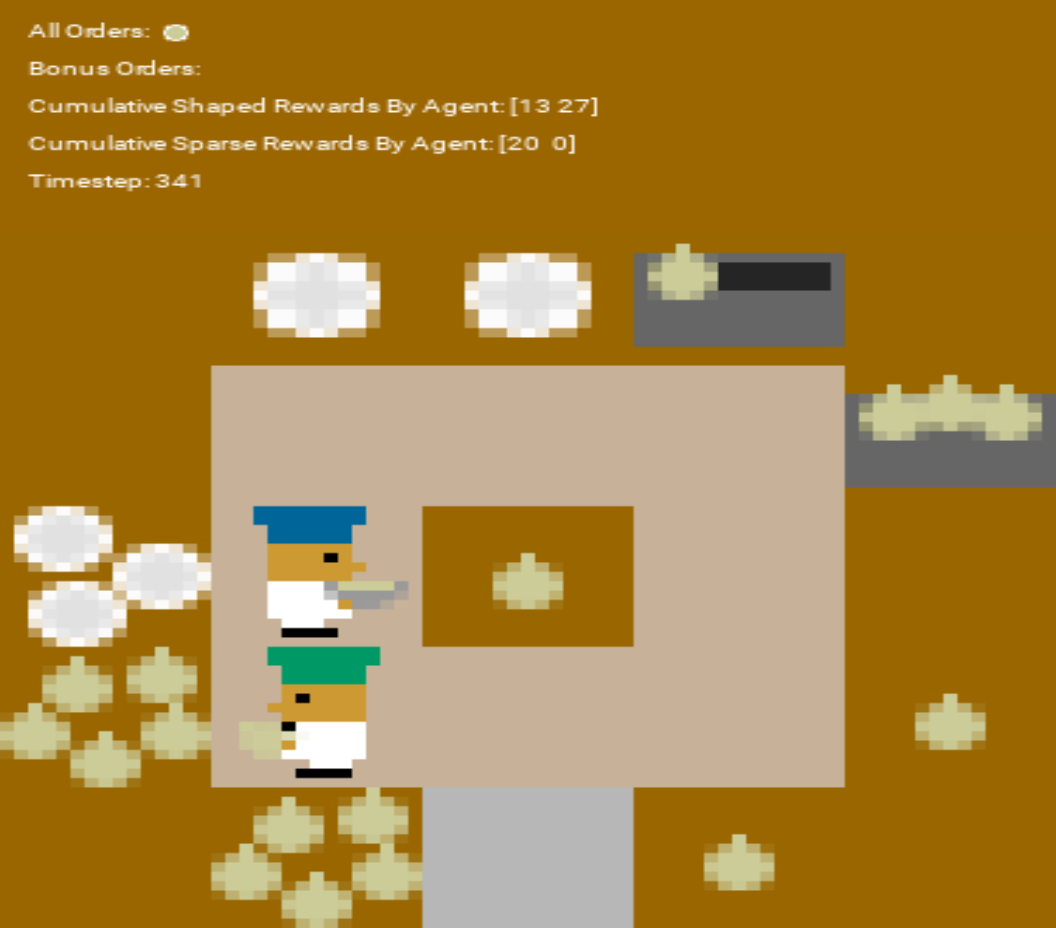 All Orders:
Bonus Orders:
Cumulative Shaped Rewards By Agent: [13 27]
Cumulative Sparse Rewards By Agent: [20  0]
Timestep: 341